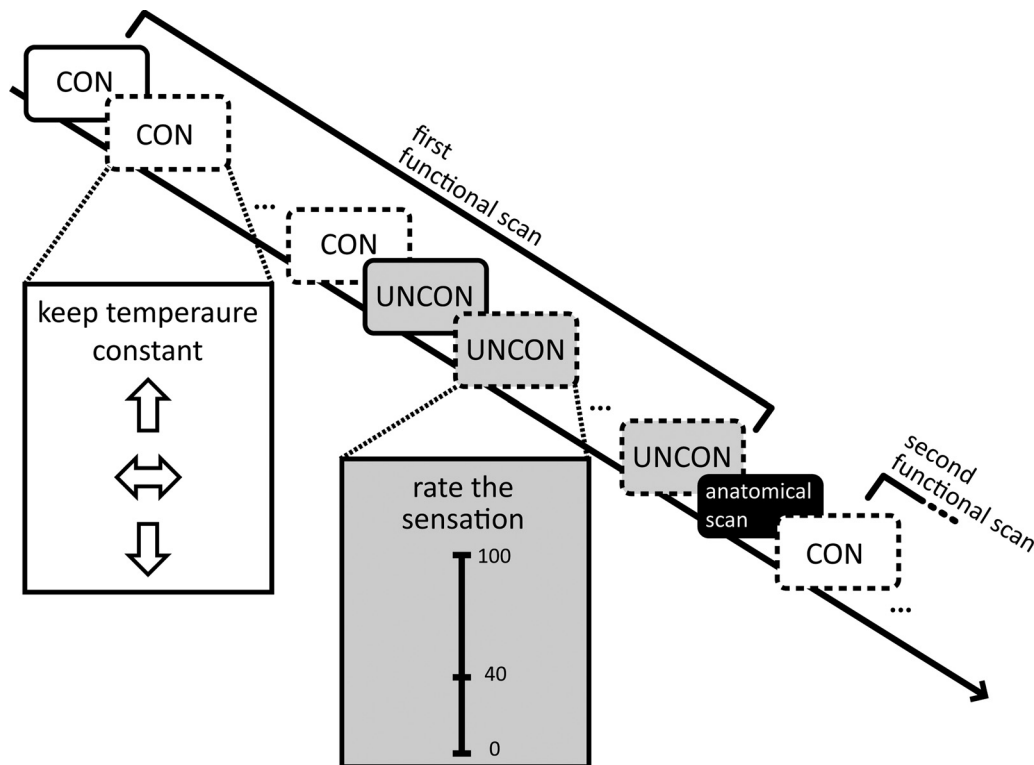 CON
CON
...
CON
UNCON
UNCON
...
UNCON
anatomical
scan
CON
...
first
functional scan
second
functional scan
keep temperaure
constant
rate the
sensation
100
40
0